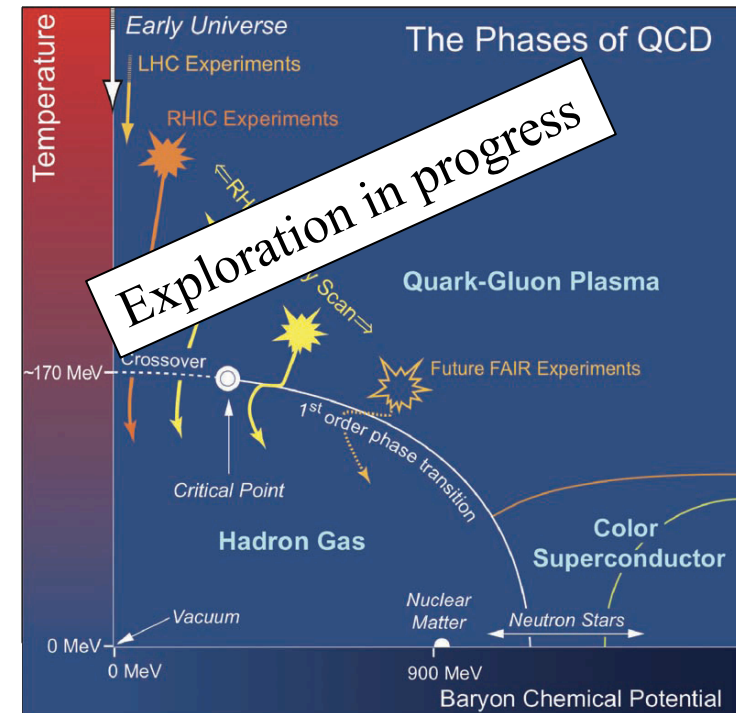 Early Universe
The Phases of QCD
Temperature
LHC Experiments
RHIC Experiments
Exploration in progress
Scan
Quark-Gluon Plasma
Crossover
~170 MeV
Future FAIR Experiments
1st order phase transition
Critical Point
Hadron Gas
Color
Superconductor
Vacuum
Nuclear
Matter
Neutron Stars
0 MeV
0 MeV
900 MeV
Baryon Chemical Potential